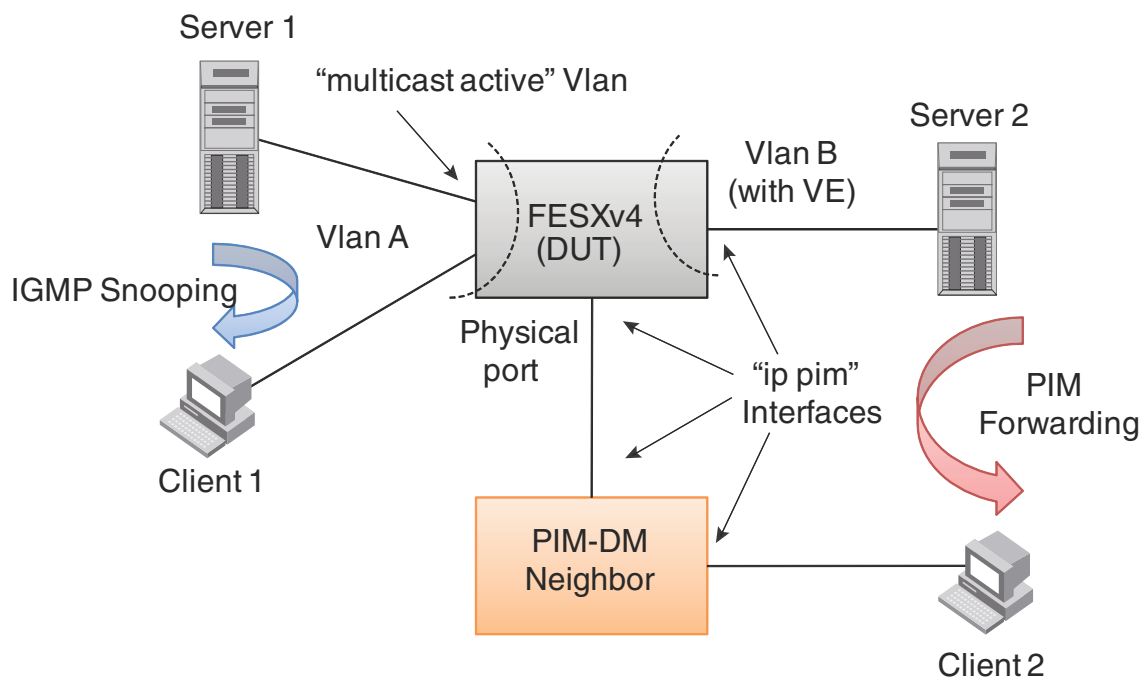 Server 1
“multicast active” Vlan
Server 2
Vlan B
(with VE)
FESXv4
(DUT)
Vlan A
IGMP Snooping
Physical
port
“ip pim”
Interfaces
PIM
Forwarding
Client 1
PIM-DM
Neighbor
Client 2